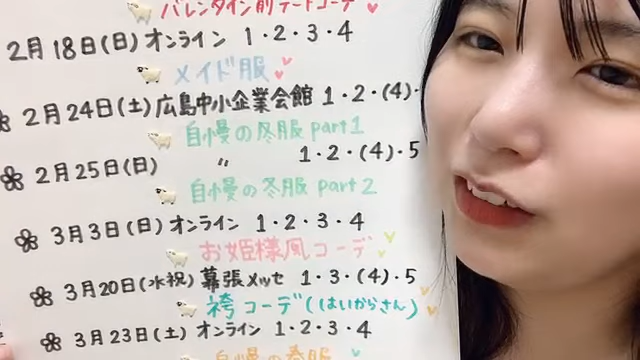 バレンタイン前デートコーデ
2月18日(日)オンライン 1・2・3・4
メイド服
2月24日(土)広島中小企業会館 1・2・(4)・
自慢の冬服 part1
2月25日(日) 〃 1・2・(4)・5
自慢の冬服 part2
3月3日(日)オンライン 1・2・3・4
お姫様風コーデ
3月20日(水祝)幕張メッセ 1・3・(4)・5
袴コーデ(はいからさん)
3月23日(土)オンライン 1・2・3・4
自慢の春服